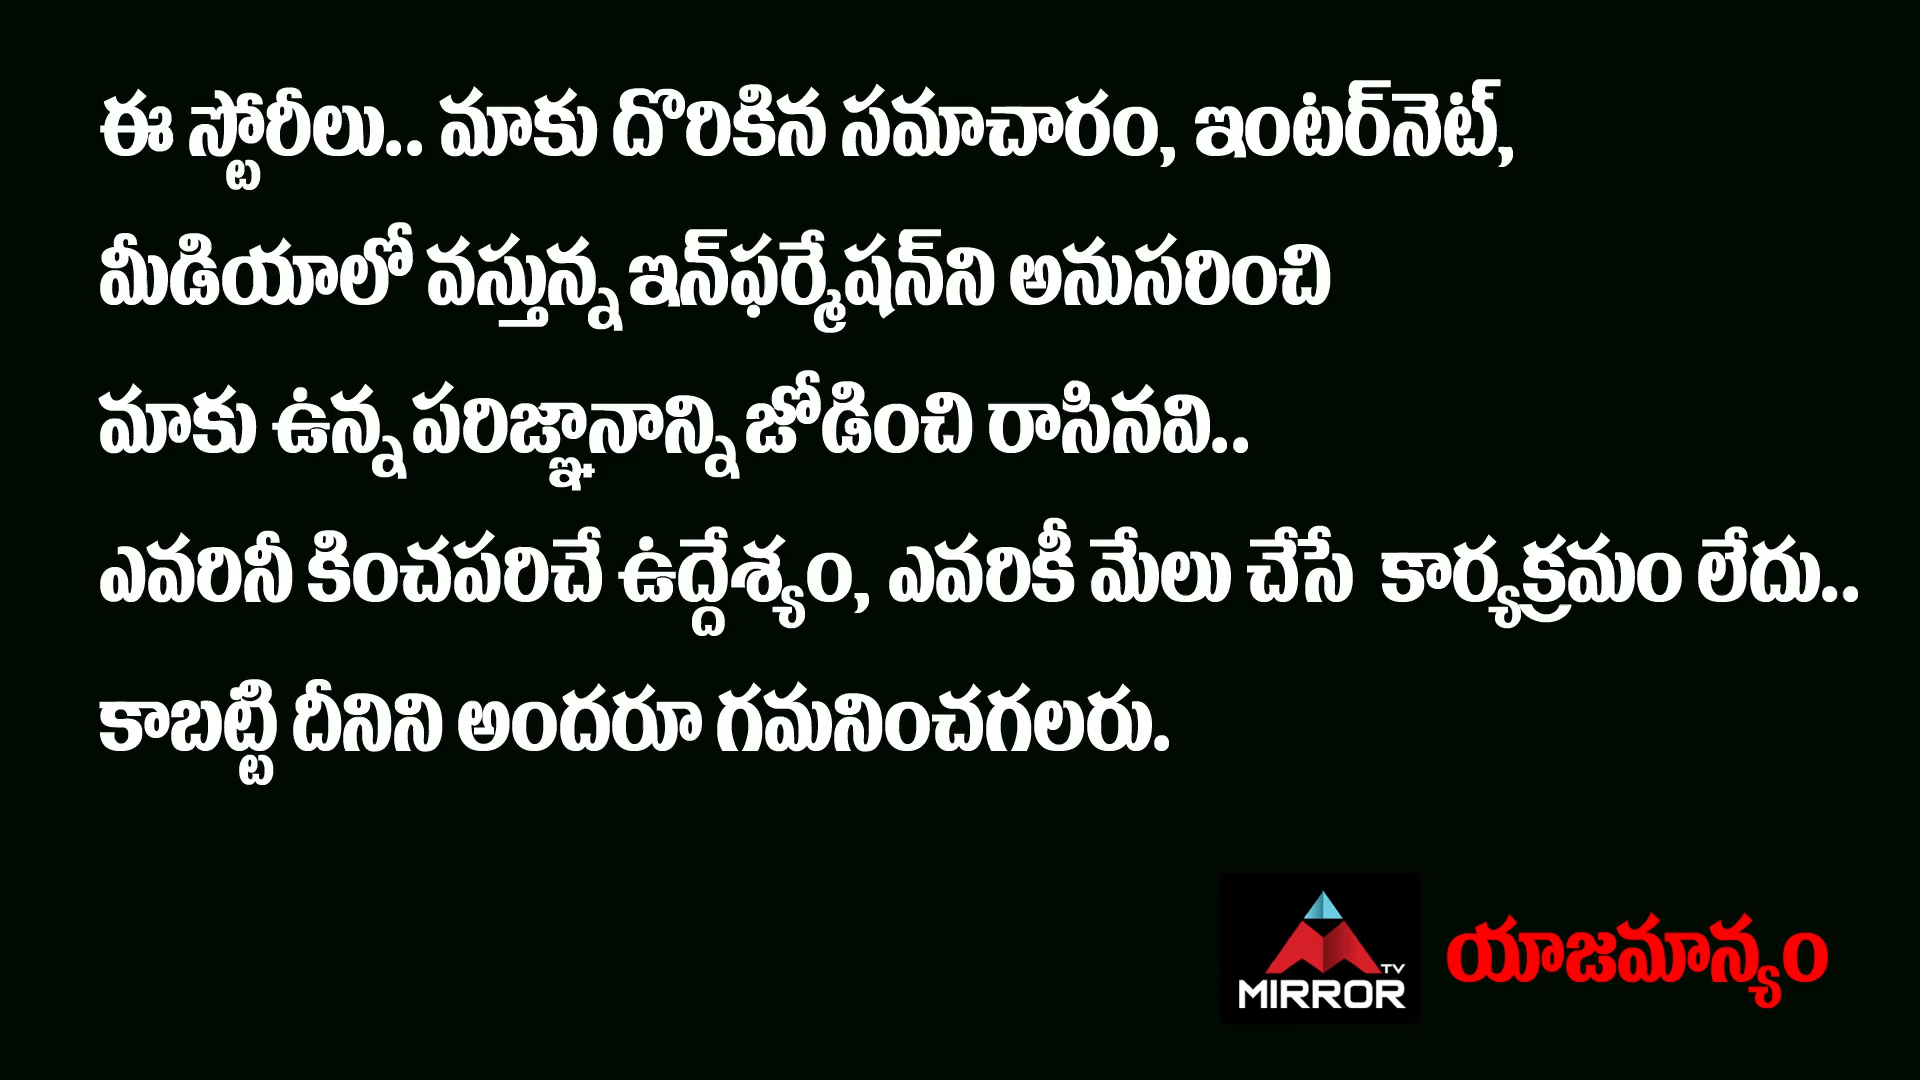 ఈ స్టోరీలు.. మాకు దొరికిన సమాచారం, ఇంటర్‌నెట్,
మీడియాలో వస్తున్న ఇన్‌ఫర్మేషన్‌ని అనుసరించి
మాకు ఉన్న పరిజ్ఞానాన్ని జోడించి రాసినవి..
ఎవరినీ కించపరిచే ఉద్దేశ్యం, ఎవరికీ మేలు చేసే కార్యక్రమం లేదు..
కాబట్టి దీనిని అందరూ గమనించగలరు.
MIRROR TV యాజమాన్యం